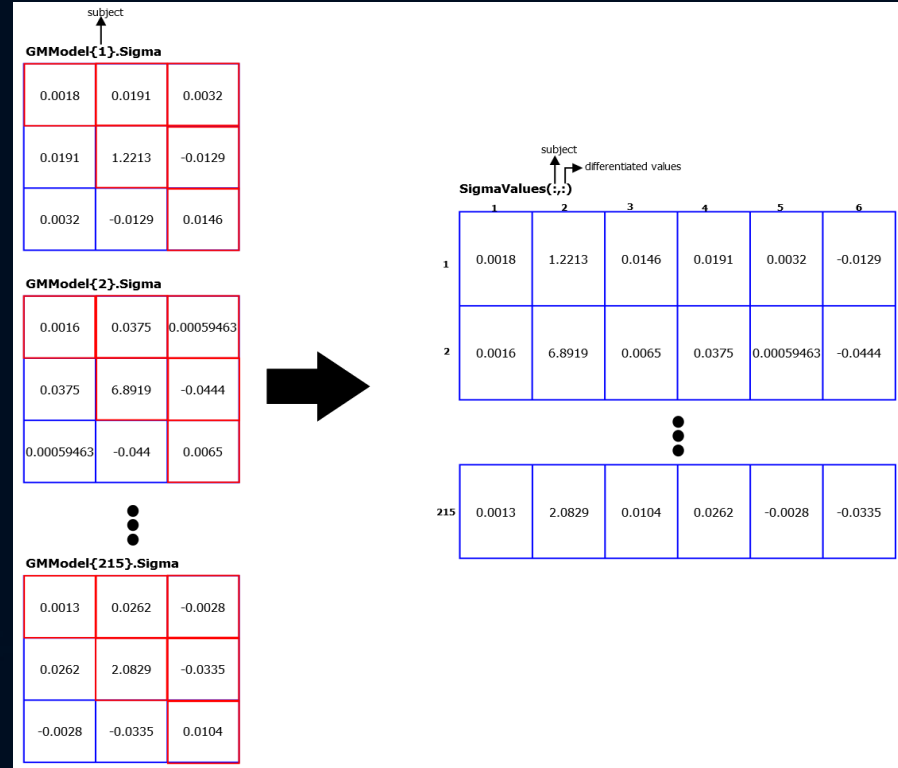 subject
GMModel{1}.Sigma
0.0018 0.0191 0.0032
0.0191 1.2213 -0.0129
0.0032 -0.0129 0.0146
GMModel{2}.Sigma
0.0016 0.0375 0.00059463
0.0375 6.8919 -0.0444
0.00059463 -0.044 0.0065
GMModel{215}.Sigma
0.0013 0.0262 -0.0028
0.0262 2.0829 -0.0335
-0.0028 -0.0335 0.0104
subject
differentiated values
SigmaValues(:,:)
1 2 3 4 5 6
1 0.0018 1.2213 0.0146 0.0191 0.0032 -0.0129
2 0.0016 6.8919 0.0065 0.0375 0.00059463 -0.0444
215 0.0013 2.0829 0.0104 0.0262 -0.0028 -0.0335